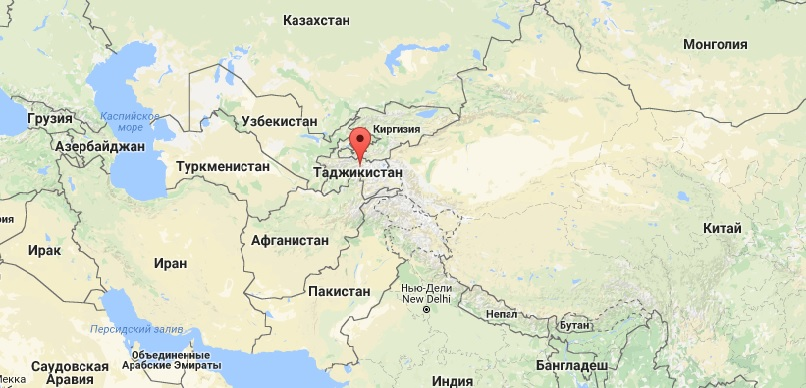 Казахстан
Монголия
Каспийское
море
Грузия
Узбекистан
Киргизия
Азербайджан
Туркменистан
Таджикистан
Китай
Афганистан
Ирак
Иран
Пакистан
Нью-Дели
New Delhi
Непал
Бутан
Персидский залив
Объединенные
Арабские Эмираты
Саудовская
Аравия
Бангладеш
Индия